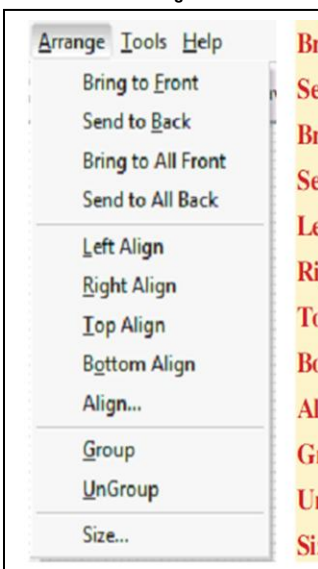 Arrange Tools Help
Bring to Front
Send to Back
Bring to All Front
Send to All Back
Left Align
Right Align
Top Align
Bottom Align
Align...
Group
UnGroup
Size...